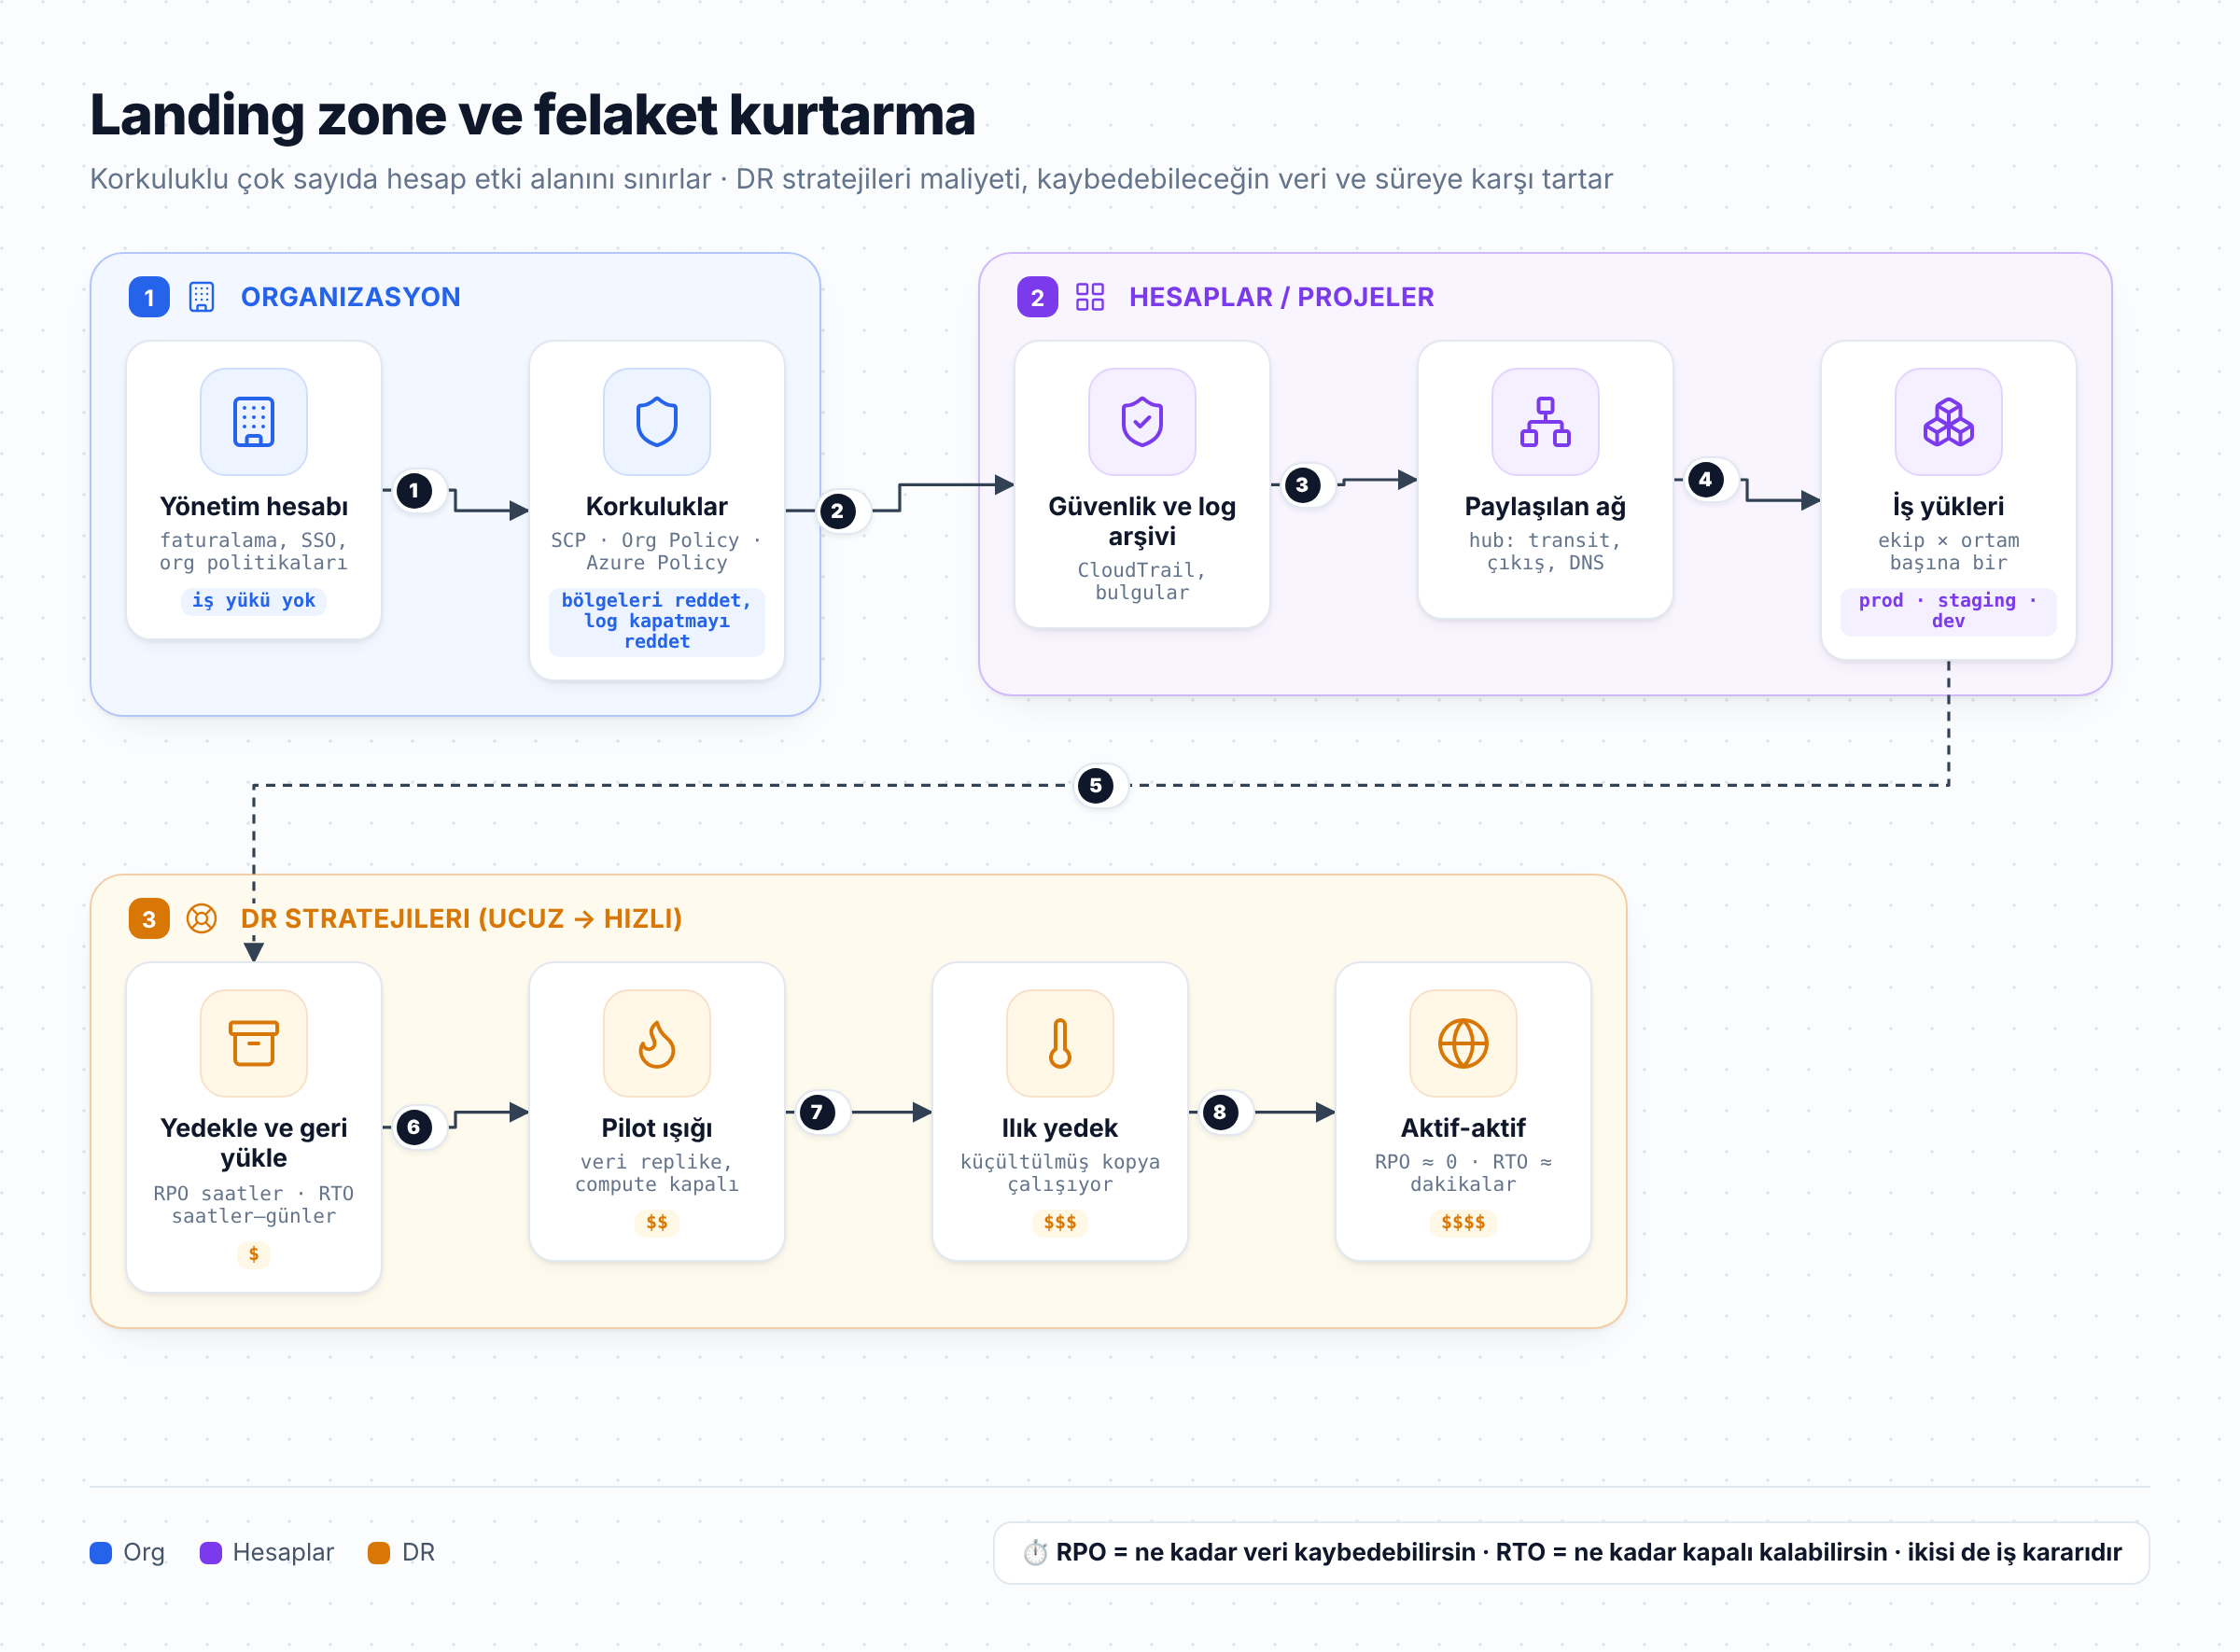 Landing zone ve felaket kurtarma
Korkuluklu çok sayıda hesap etki alanını sınırlar · DR stratejileri maliyeti, kaybedebileceğin veri ve süreye karşı tartar
1 ORGANIZASYON
Yönetim hesabı
faturalama, SSO,
org politikaları
iş yükü yok
1
Korkuluklar
SCP · Org Policy ·
Azure Policy
bölgeleri reddet,
log kapatmayı
reddet
2
2 HESAPLAR / PROJELER
Güvenlik ve log
arşivi
CloudTrail,
bulgular
3
Paylaşılan ağ
hub: transit,
çıkış, DNS
4
İş yükleri
ekip × ortam
başına bir
prod · staging ·
dev
5
3 DR STRATEJILERI (UCUZ → HIZLI)
Yedekle ve geri
yükle
RPO saatler · RTO
saatler–günler
$
6
Pilot ışığı
veri replike,
compute kapalı
$$
7
Ilık yedek
küçültülmüş kopya
çalışıyor
$$$
8
Aktif-aktif
RPO ≈ 0 · RTO ≈
dakikalar
$$$$
Org
Hesaplar
DR
⏱️ RPO = ne kadar veri kaybedebilirsin · RTO = ne kadar kapalı kalabilirsin · ikisi de iş kararıdır